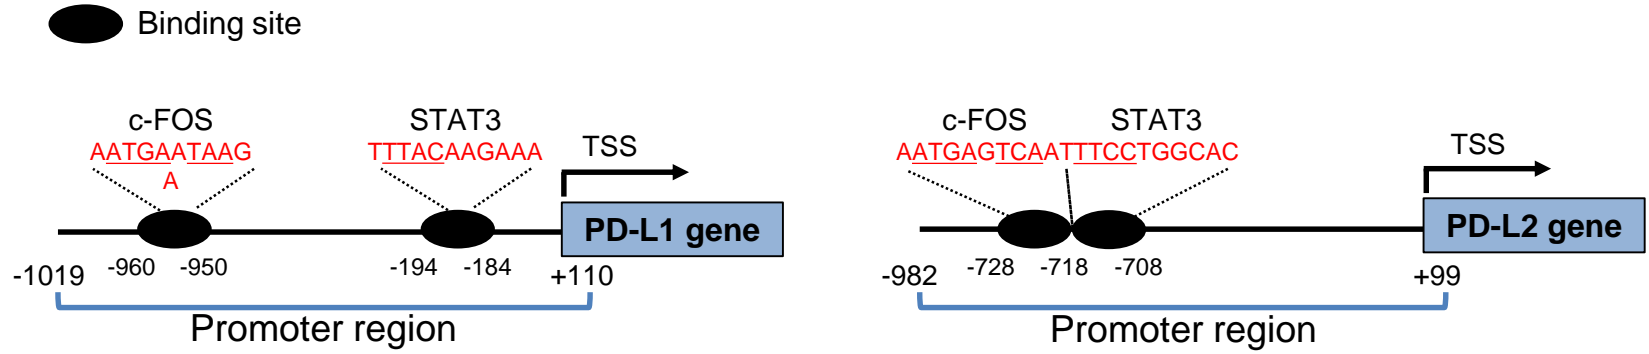 Binding site
c-FOS
AATGAATAAG
A
STAT3
TTTACAAGAAA
TSS
PD-L1 gene
-960
-950
-194
-184
-1019
+110
Promoter region
c-FOS
STAT3
AATGAGTCAATTTCCTGGCAC
TSS
PD-L2 gene
-728
-718
-708
-982
+99
Promoter region